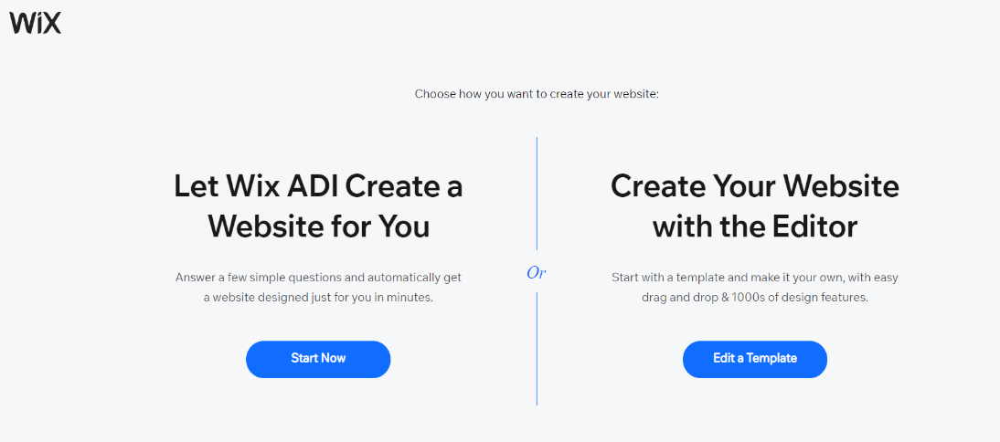 WiX
Choose how you want to create your website:
Let Wix ADI Create a
Website for You
Answer a few simple questions and automatically get
a website designed just for you in minutes.
Start Now
Or
Create Your Website
with the Editor
Start with a template and make it your own, with easy
drag and drop & 1000s of design features.
Edit a Template